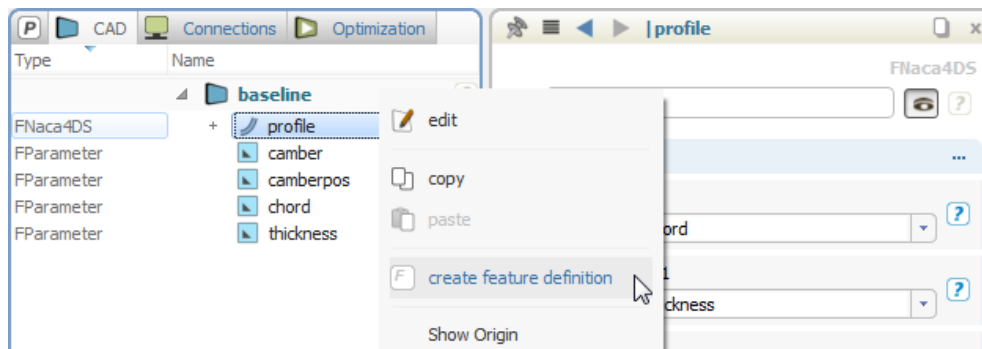 P CAD Connections Optimization
Type Name
baseline
FNaca4DS profile
FParameter camber
FParameter camberpos
FParameter chord
FParameter thickness
edit
copy
paste
F create feature definition
Show Origin
|profile x
FNaca4DS
?
...
ord ?
1
ckness ?